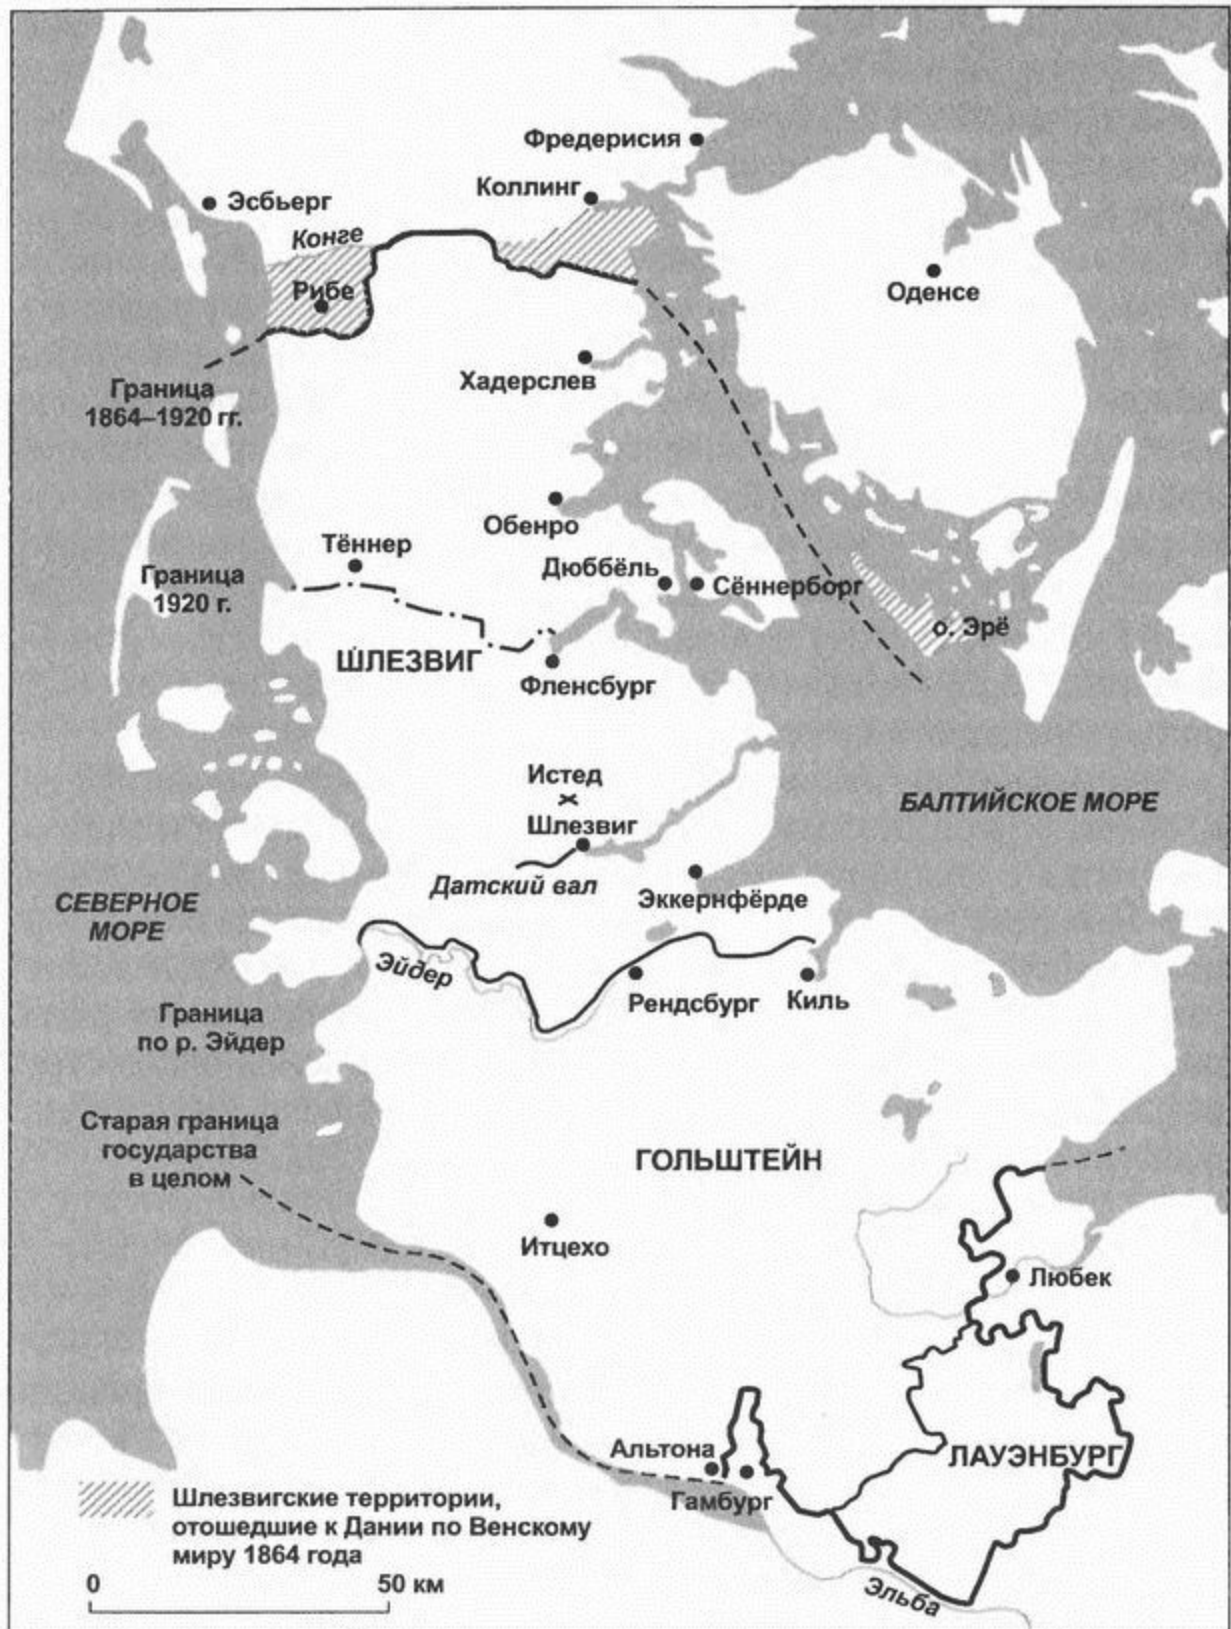 Фредерисия
Коллинг
Эсбьерг
Конге
Рибе
Оденсе
Хадерслев
Граница
1864–1920 гг.
Обенро
Тённер
Дюббёль
Сённерборг
Граница
1920 г.
о. Эрё
ШЛЕЗВИГ
Фленсбург
Истед
Шлезвиг
БАЛТИЙСКОЕ МОРЕ
Датский вал
Эккернфёрде
СЕВЕРНОЕ
МОРЕ
Эйдер
Рендсбург
Киль
Граница
по р. Эйдер
Старая граница
государства
в целом
ГОЛЬШТЕЙН
Итцехо
Любек
Альтона
ЛАУЭНБУРГ
Гамбург
Шлезвигские территории,
отошедшие к Дании по Венскому
миру 1864 года
0 50 км
Эльба